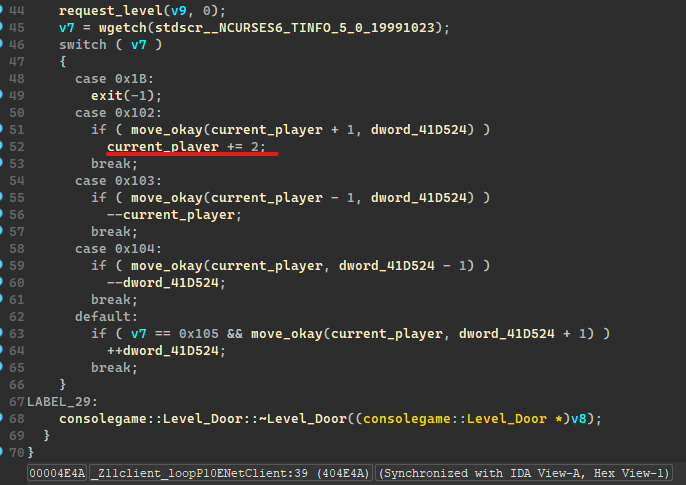 44 request_level(v9, 0);
45 v7 = wgetch(stdscr__NCURSES6_TINFO_5_0_19991023);
46 switch ( v7 )
47 {
48 case 0x1B:
49 exit(-1);
50 case 0x102:
51 if ( move_okay(current_player + 1, dword_41D524) )
52 current_player += 2;
53 break;
54 case 0x103:
55 if ( move_okay(current_player - 1, dword_41D524) )
56 --current_player;
57 break;
58 case 0x104:
59 if ( move_okay(current_player, dword_41D524 - 1) )
60 --dword_41D524;
61 break;
62 default:
63 if ( v7 == 0x105 && move_okay(current_player, dword_41D524 + 1) )
64 ++dword_41D524;
65 break;
66 }
67 LABEL_29:
68 consolegame::Level_Door::~Level_Door((consolegame::Level_Door *)v8);
69 }
70 }
00004E4A _Z11client_loopP10ENetClient:39 (404E4A) (Synchronized with IDA View-A, Hex View-1)